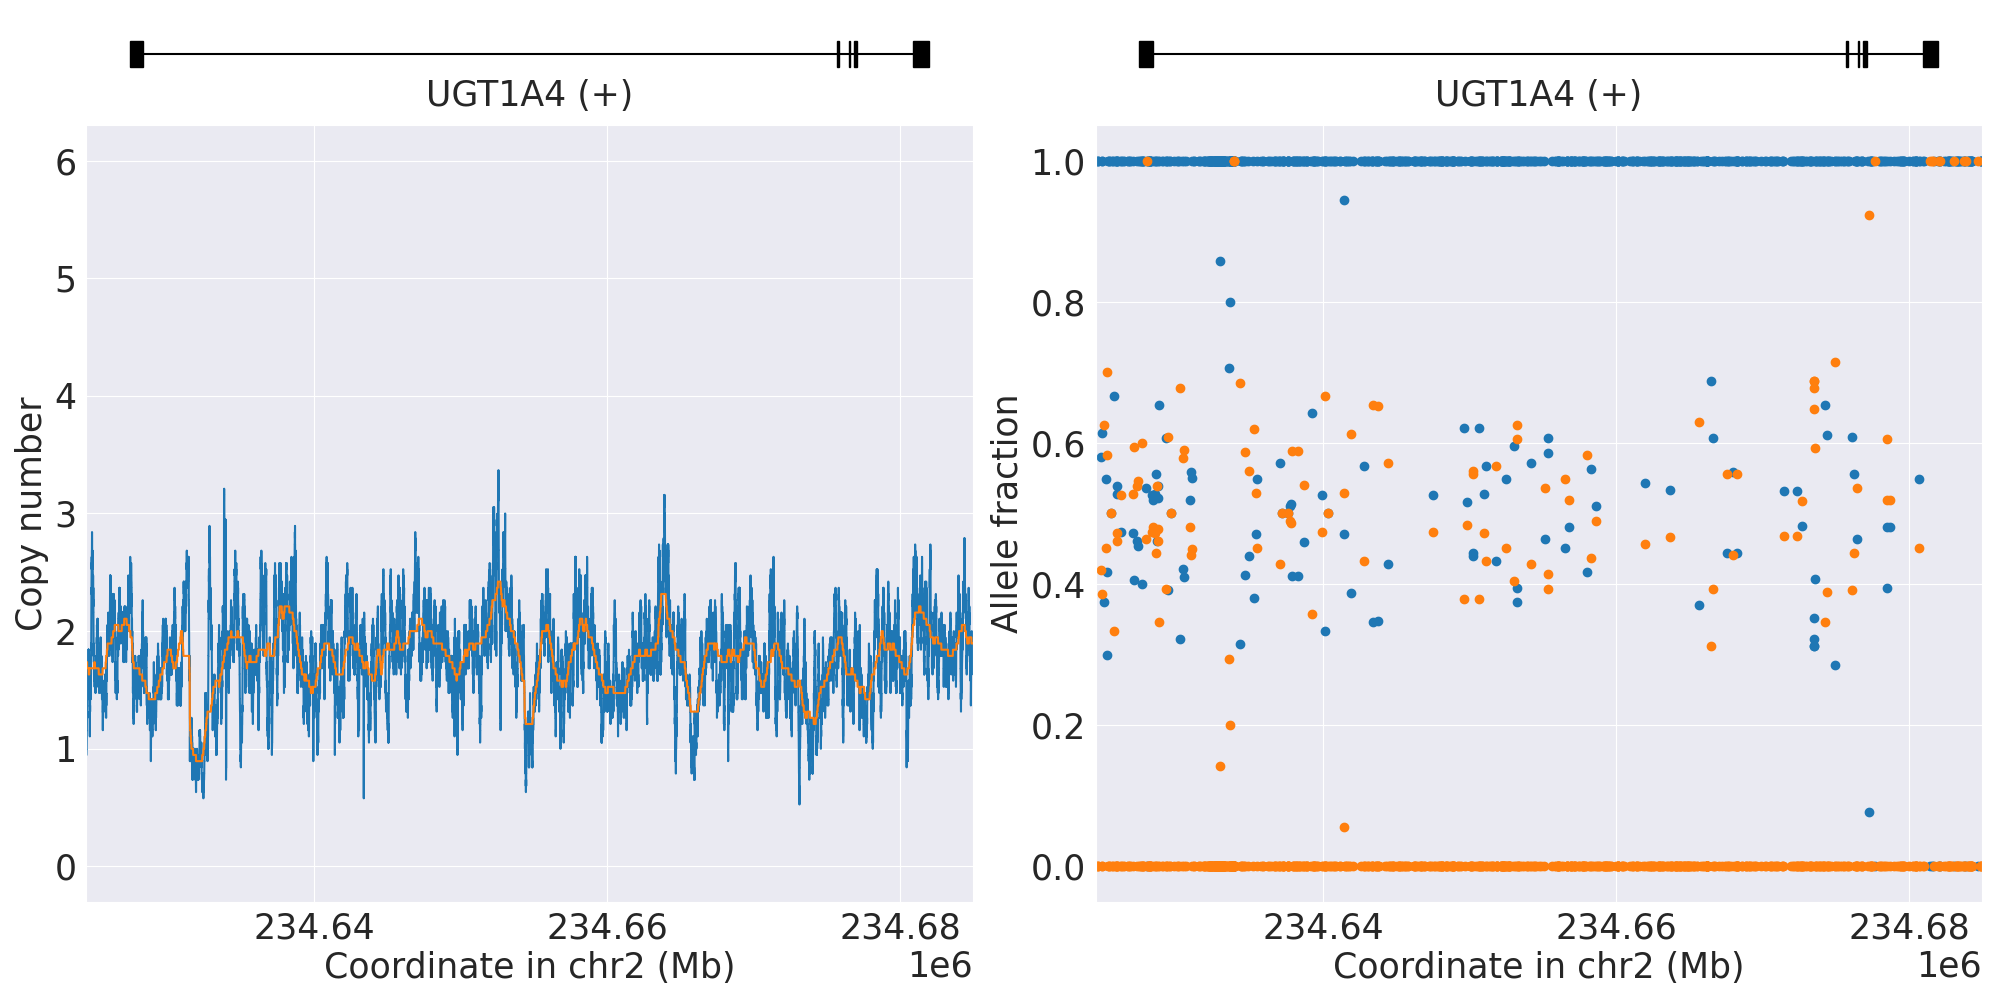 UGT1A4 (+)
6
5
4
3
2
1
0
Copy number
234.64
234.66
234.68
Coordinate in chr2 (Mb)
1e6
UGT1A4 (+)
1.0
0.8
0.6
0.4
0.2
0.0
Allele fraction
234.64
234.66
234.68
Coordinate in chr2 (Mb)
1e6